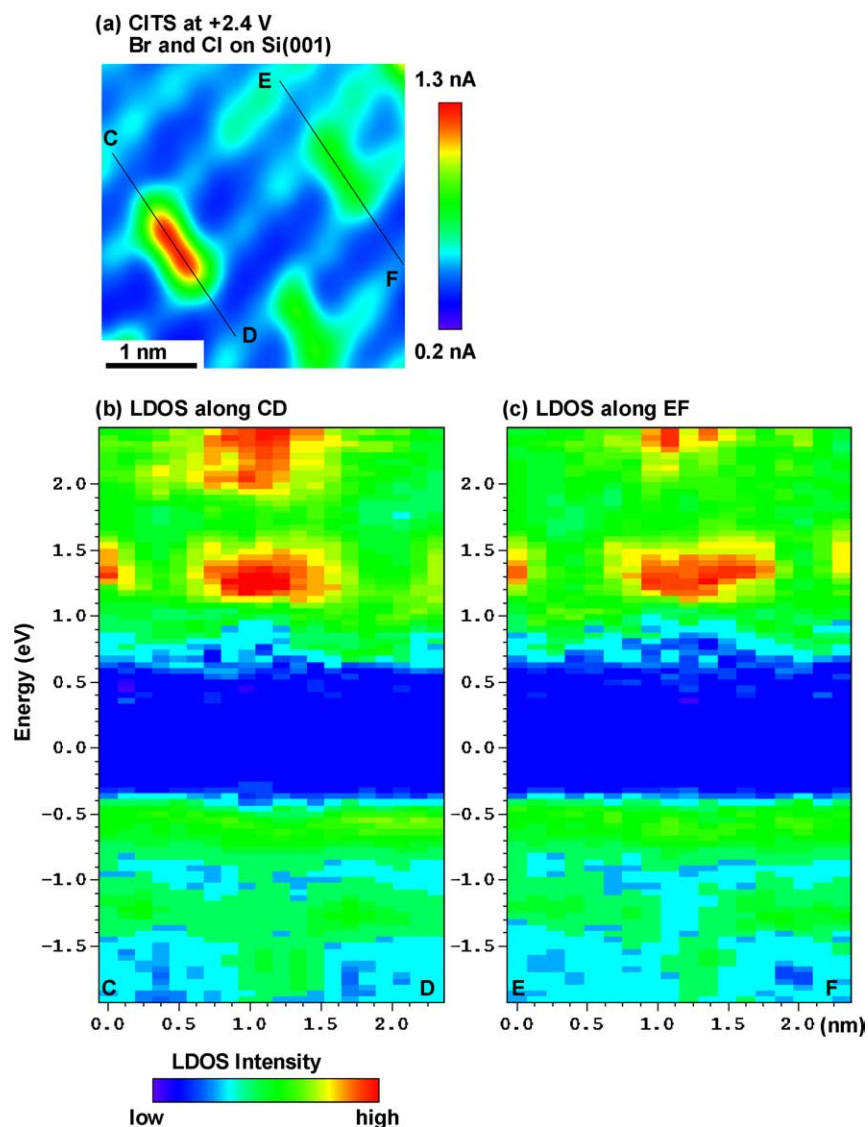 (a) CITS at +2.4 V
Br and Cl on Si(001)
E
C
F
D
1 nm
1.3 nA
0.2 nA
(b) LDOS along CD
(c) LDOS along EF
Energy (eV)
2.0
1.5
1.0
0.5
0.0
-0.5
-1.0
-1.5
C
D
0.0 0.5 1.0 1.5 2.0
2.0
1.5
1.0
0.5
0.0
-0.5
-1.0
-1.5
E
F
0.0 0.5 1.0 1.5 2.0 (nm)
LDOS Intensity
low
high